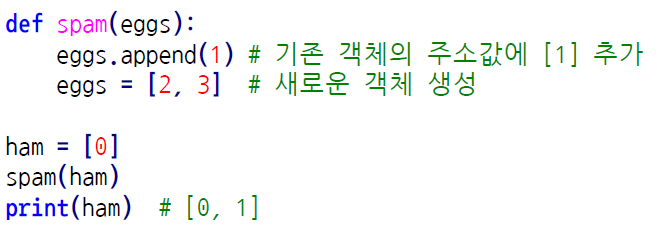 def spam(eggs):
    eggs.append(1) # 기존 객체의 주소값에 [1] 추가
    eggs = [2, 3]  # 새로운 객체 생성

ham = [0]
spam(ham)
print(ham)  # [0, 1]